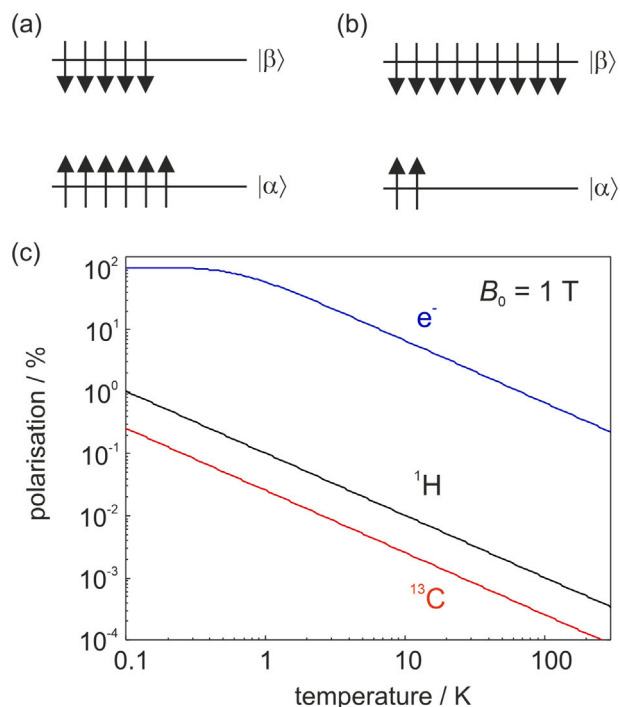 (a) (b)
|β⟩ |β⟩
|α⟩ |α⟩
(c)
10²
B₀ = 1 T
e⁻
10¹
10⁰
polarisation / %
10⁻¹
¹H
10⁻²
10⁻³
¹³C
10⁻⁴
0.1 1 10 100
temperature / K